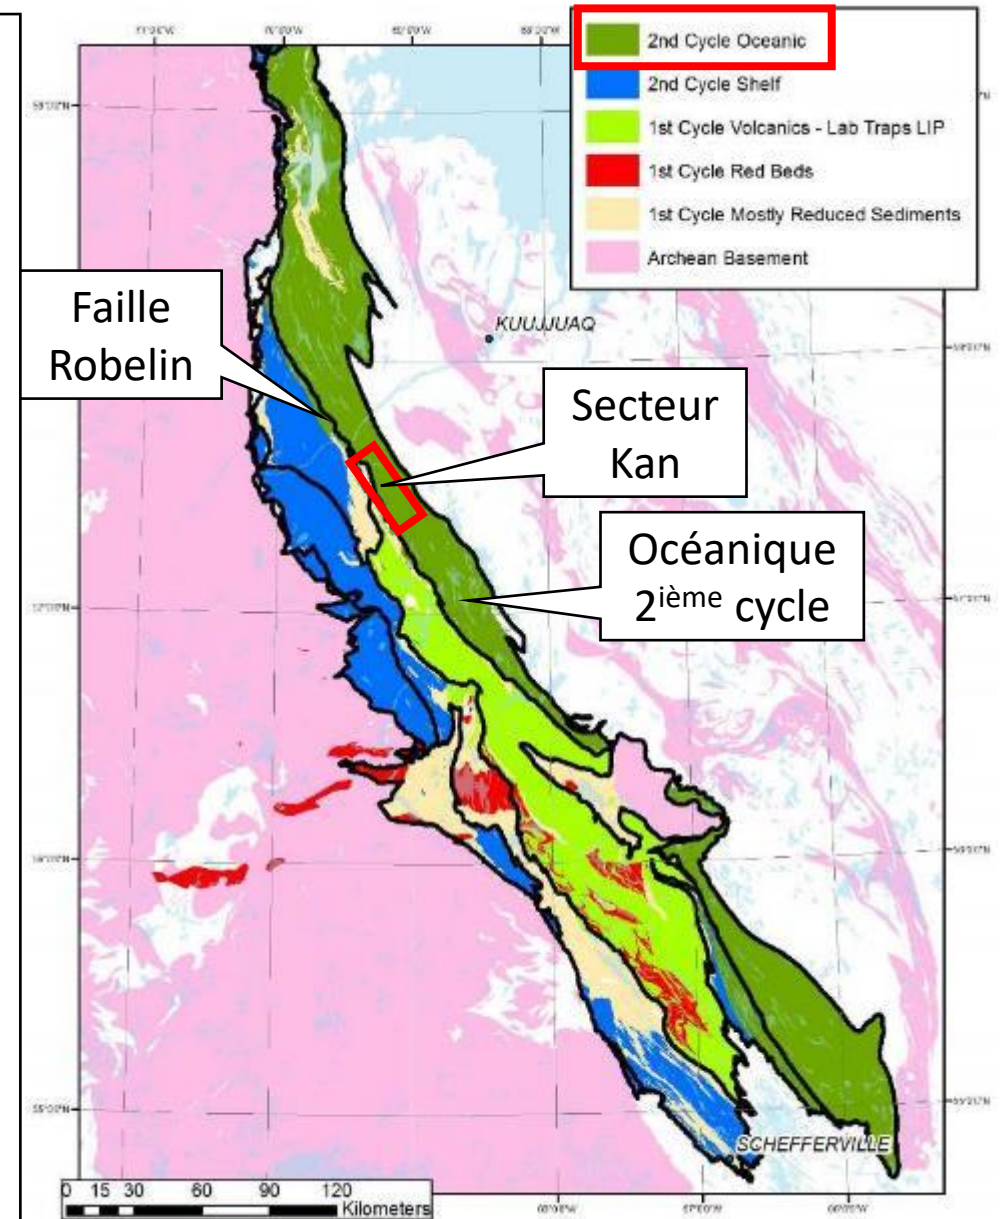 2nd Cycle Oceanic
2nd Cycle Shelf
1st Cycle Volcanics - Lab Traps LIP
1st Cycle Red Beds
1st Cycle Mostly Reduced Sediments
Archean Basement
Faille
Robelin
KUUJJUAQ
Secteur
Kan
Océanique
2ième cycle
SCHEFFERVILLE
0 15 30 60 90 120
Kilometers